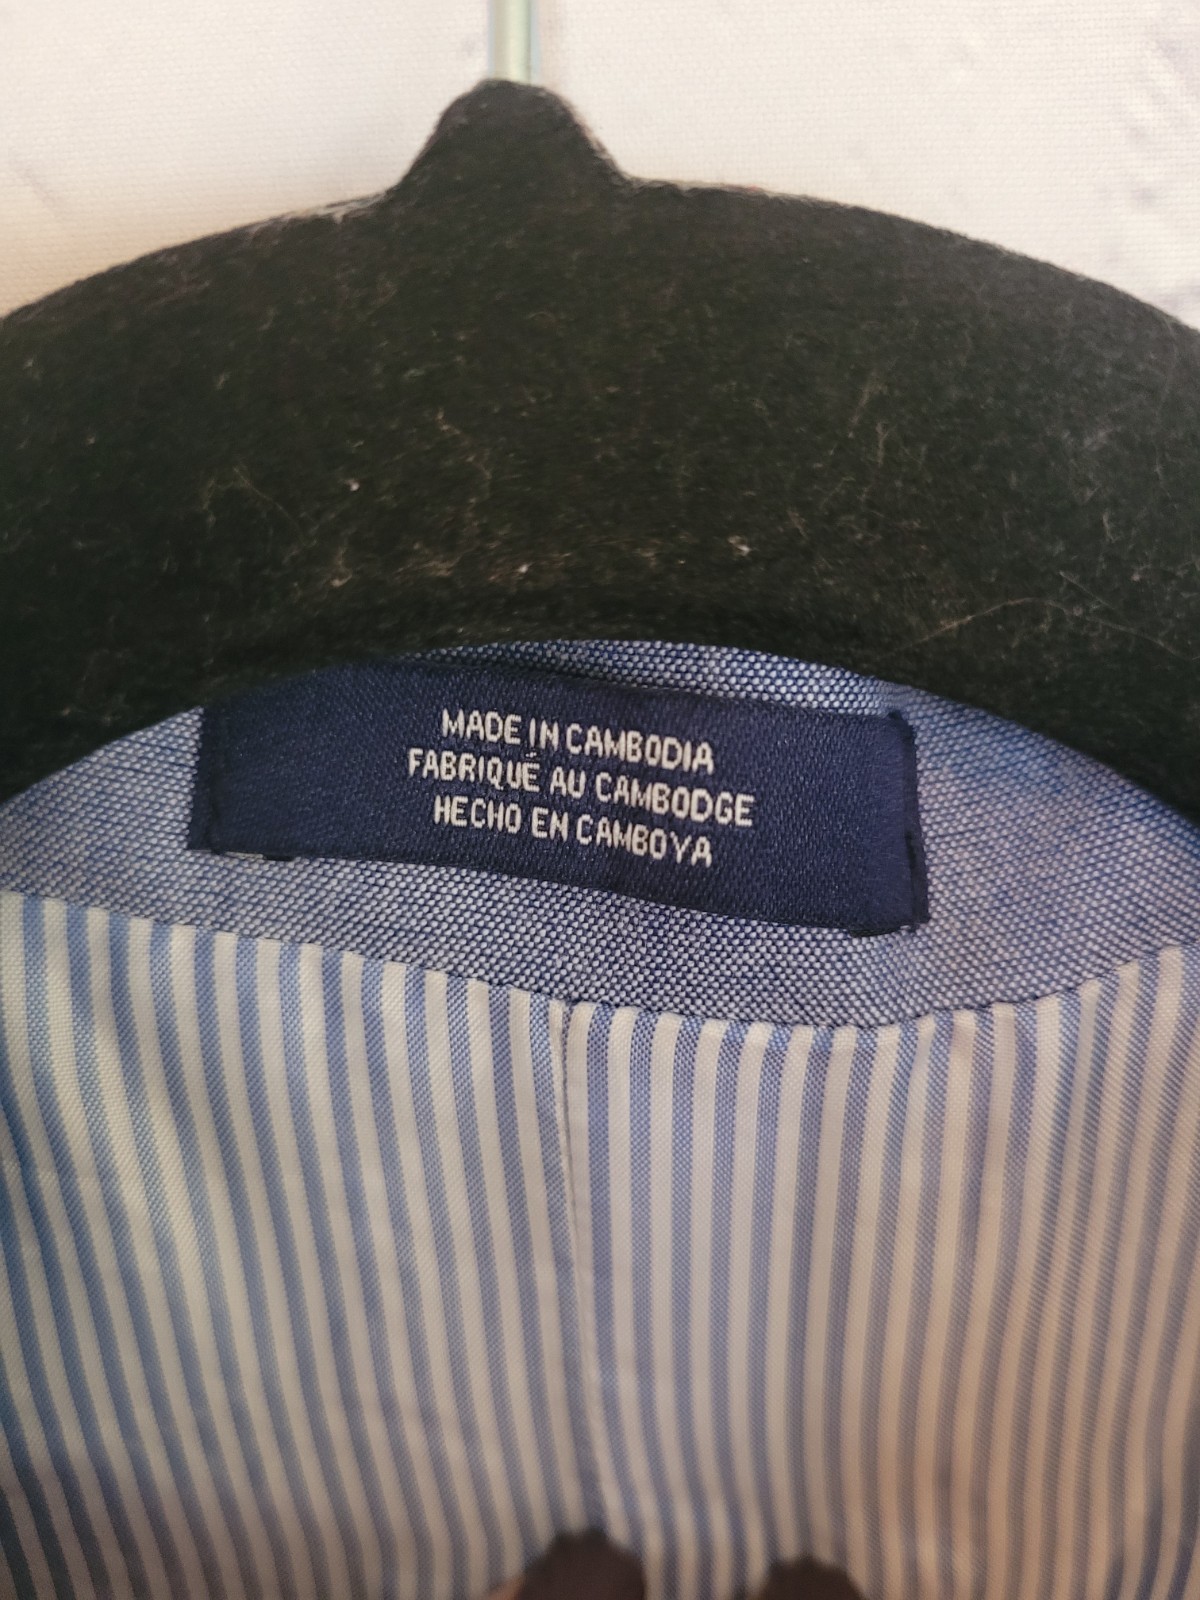 MADE IN CAMBODIA
FABRIQUÉ AU CAMBODGE
HECHO EN CAMBOYA